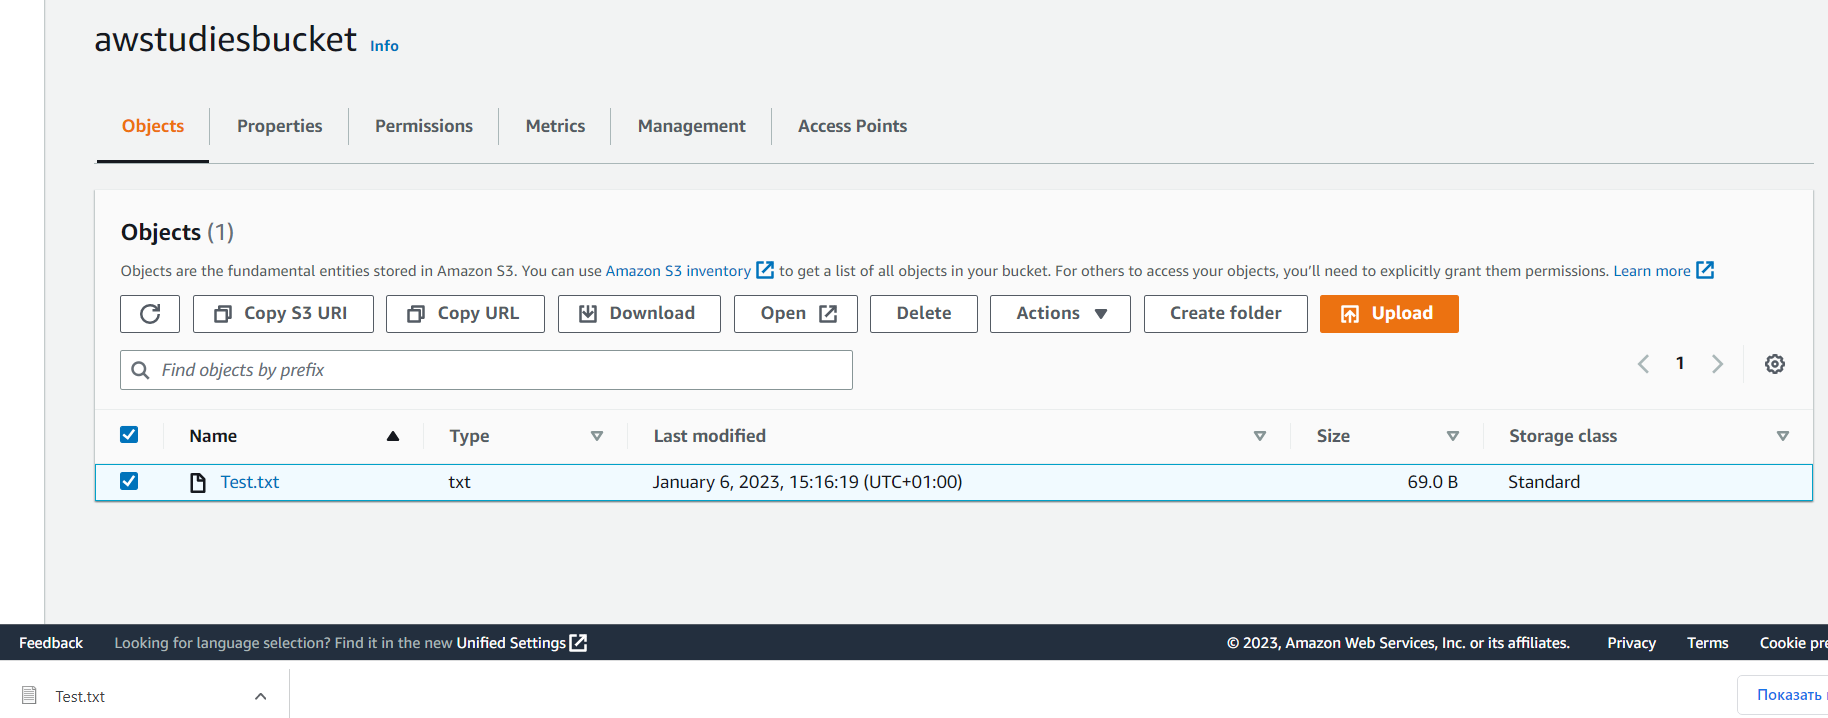 awstudiesbucket Info
Objects Properties Permissions Metrics Management Access Points
Objects (1)
Objects are the fundamental entities stored in Amazon S3. You can use Amazon S3 inventory to get a list of all objects in your bucket. For others to access your objects, you'll need to explicitly grant them permissions. Learn more
Copy S3 URI Copy URL Download Open Delete Actions Create folder Upload
Find objects by prefix 1
Name Type Last modified Size Storage class
Test.txt txt January 6, 2023, 15:16:19 (UTC+01:00) 69.0 B Standard
Feedback Looking for language selection? Find it in the new Unified Settings © 2023, Amazon Web Services, Inc. or its affiliates. Privacy Terms Cookie
Test.txt Показать